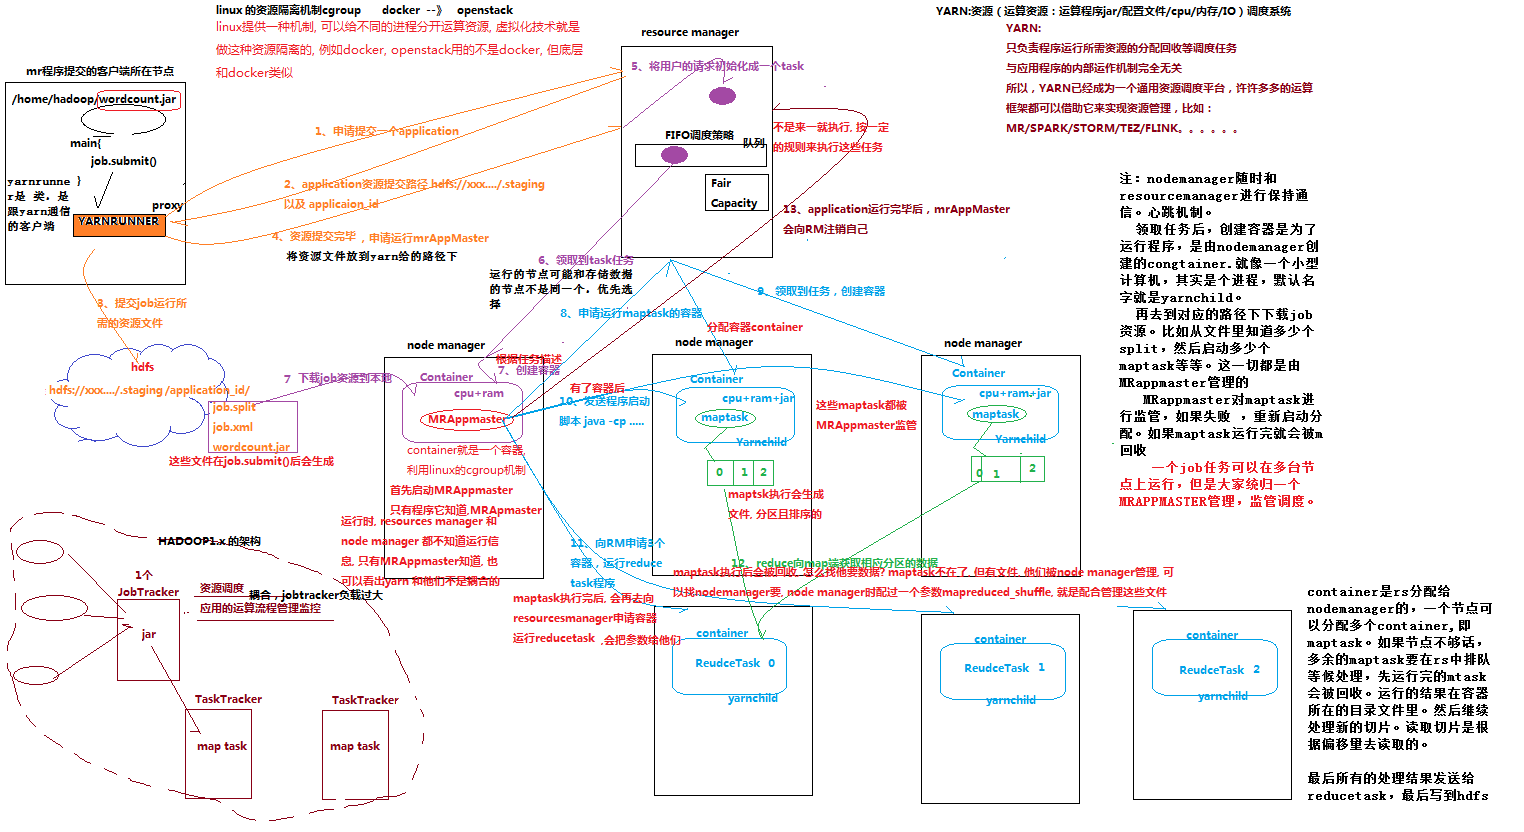 linux 的资源隔离机制cgroup docker --》 openstack
linux提供一种机制, 可以给不同的进程分开运算资源, 虚拟化技术就是
做这种资源隔离的, 例如docker, openstack用的不是docker, 但底层
和docker类似
YARN:资源（运算资源：运算程序jar/配置文件/cpu/内存/IO）调度系统
YARN:
只负责程序运行所需资源的分配回收等调度任务
与应用程序的内部运作机制完全无关
所以，YARN已经成为一个通用资源调度平台，许许多多的运算
框架都可以借助它来实现资源管理，比如：
MR/SPARK/STORM/TEZ/FLINK。。。。。。
mr程序提交的客户端所在节点
/home/hadoop/wordcount.jar
main{
job.submit()
}
yarnrunne
r是 类。是
跟yarn通信
的客户端
proxy
YARNRUNNER
1、申请提交一个application
2、application资源提交路径 hdfs://xxx..../.staging
以及 applicaion_id
4、资源提交完毕，申请运行mrAppMaster
将资源文件放到yarn给的路径下
3、提交job运行所
需的资源文件
resource manager
5、将用户的请求初始化成一个task
FIFO调度策略
队列
不是来一就执行, 按一定
的规则来执行这些任务
Fair
Capacity
13、application运行完毕后，mrAppMaster
会向RM注销自己
6、领取到task任务
运行的节点可能和存储数据
的节点不是同一个。优先选
择
8、申请运行maptask的容器
9、领取到任务，创建容器
分配容器container
注：nodemanager随时和
resourcemanager进行保持通
信。心跳机制。
领取任务后，创建容器是为了
运行程序，是由nodemanager创
建的congtainer.就像一个小型
计算机，其实是个进程，默认名
字就是yarnchild。
再去到对应的路径下下载job
资源。比如从文件里知道多少个
split，然后启动多少个
maptask等等。这一切都是由
MRappmaster管理的
MRappmaster对maptask进
行监管，如果失败 ，重新启动分
配。如果maptask运行完就会被m
回收
一个job任务可以在多台节
点上运行，但是大家统归一个
MRAPPMASTER管理，监管调度。
hdfs
hdfs://xxx..../.staging /application_id/
job.split
job.xml
wordcount.jar
这些文件在job.submit()后会生成
7 下载job资源到本地
node manager
根据任务描述
7、创建容器
Container
cpu+ram
MRAppmaster
container就是一个容器,
利用linux的cgroup机制
首先启动MRAppmaster
只有程序它知道,MRApmaster
运行时, resources manager 和
node manager 都不知道运行信
息, 只有MRAppmaster知道, 也
可以看出yarn 和他们不是耦合的
有了容器后
10、发送程序启动
脚本 java -cp .....
node manager
Container
cpu+ram+jar
maptask
Yarnchild
0 1 2
maptsk执行会生成
文件, 分区且排序的
这些maptask都被
MRAppmaster监管
node manager
Container
cpu+ram+jar
maptask
Yarnchild
0 1 2
11、向RM申请3个
容器，运行reduce
task程序
12、reduce向map端获取相应分区的数据
maptask执行后会被回收, 怎么找他要数据? maptask不在了, 但有文件, 他们被node manager管理, 可
以找nodemanager要, node manager时配过一个参数mapreduced_shuffle, 就是配合管理这些文件
maptask执行完后, 会再去向
resourcesmanager申请容器
运行reducetask ,会把参数给他们
container
ReudceTask 0
yarnchild
container
ReudceTask 1
yarnchild
container
ReudceTask 2
yarnchild
HADOOP1.x 的架构
1个
JobTracker
jar
资源调度
耦合，jobtracker负载过大
应用的运算流程管理监控
TaskTracker
map task
TaskTracker
map task
container是rs分配给
nodemanager的，一个节点可
以分配多个container,即
maptask。如果节点不够话，
多余的maptask要在rs中排队
等候处理，先运行完的mtask
会被回收。运行的结果在容器
所在的目录文件里。然后继续
处理新的切片。读取切片是根
据偏移量去读取的。
最后所有的处理结果发送给
reducetask，最后写到hdfs